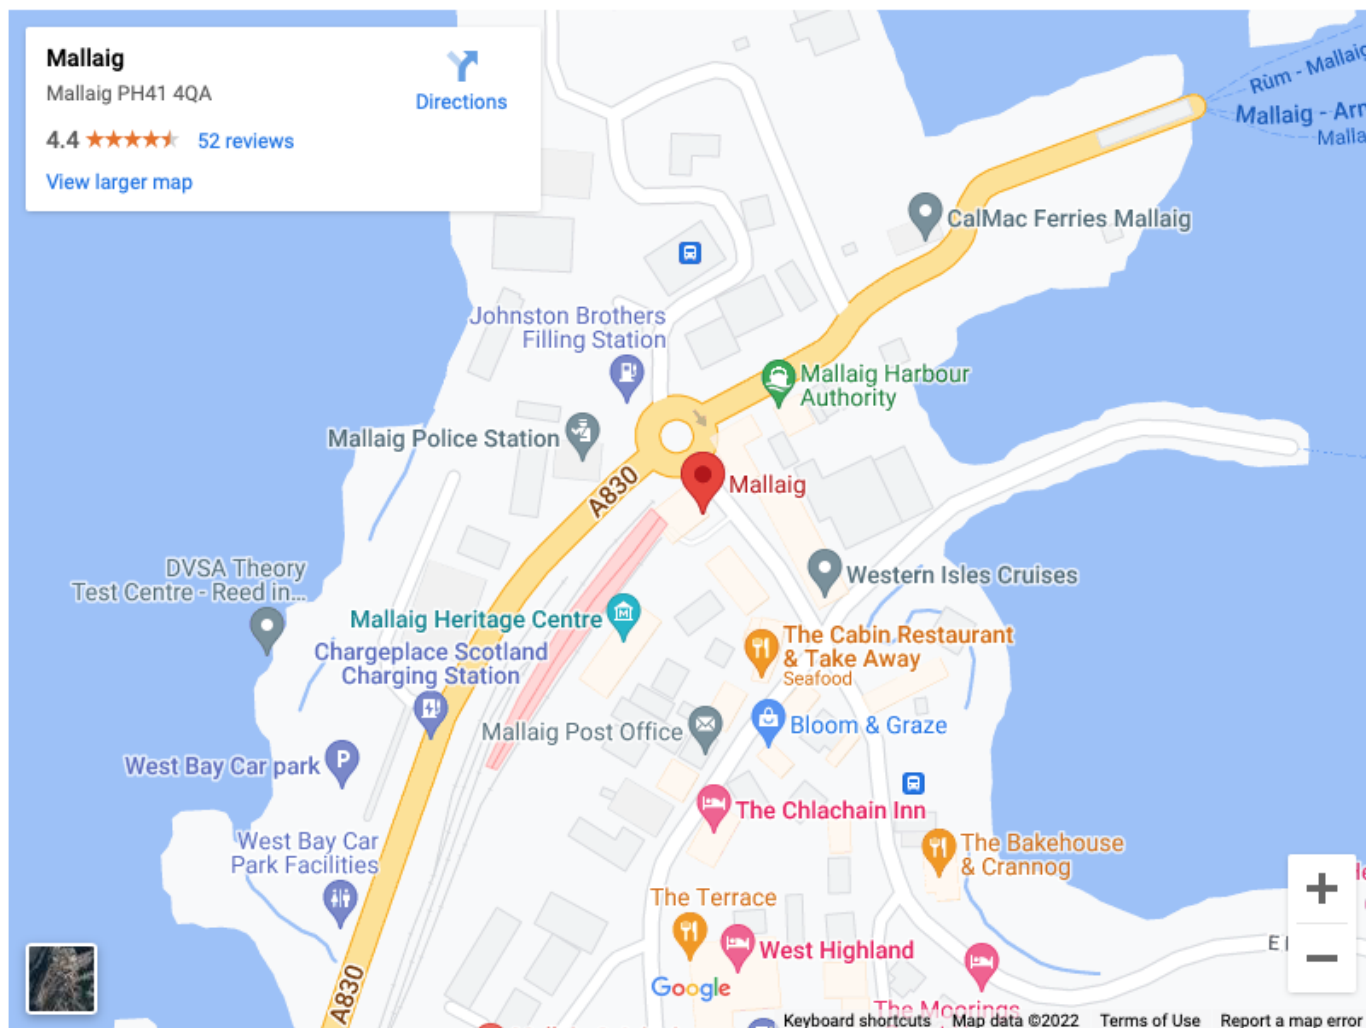 Mallaig
Mallaig PH41 4QA
Directions
4.4
52 reviews
View larger map
Rùm - Mallaig
Mallaig - Arm
Malla
CalMac Ferries Mallaig
Johnston Brothers
Filling Station
Mallaig Harbour
Authority
Mallaig Police Station
A830
Mallaig
DVSA Theory
Test Centre - Reed in...
Western Isles Cruises
Mallaig Heritage Centre
The Cabin Restaurant
& Take Away
Seafood
Chargeplace Scotland
Charging Station
Mallaig Post Office
Bloom & Graze
P
West Bay Car park
The Chlachain Inn
West Bay Car
Park Facilities
The Bakehouse
& Crannog
The Terrace
West Highland
E
A830
Google
The Moorings
Keyboard shortcuts
Map data ©2022
Terms of Use
Report a map error